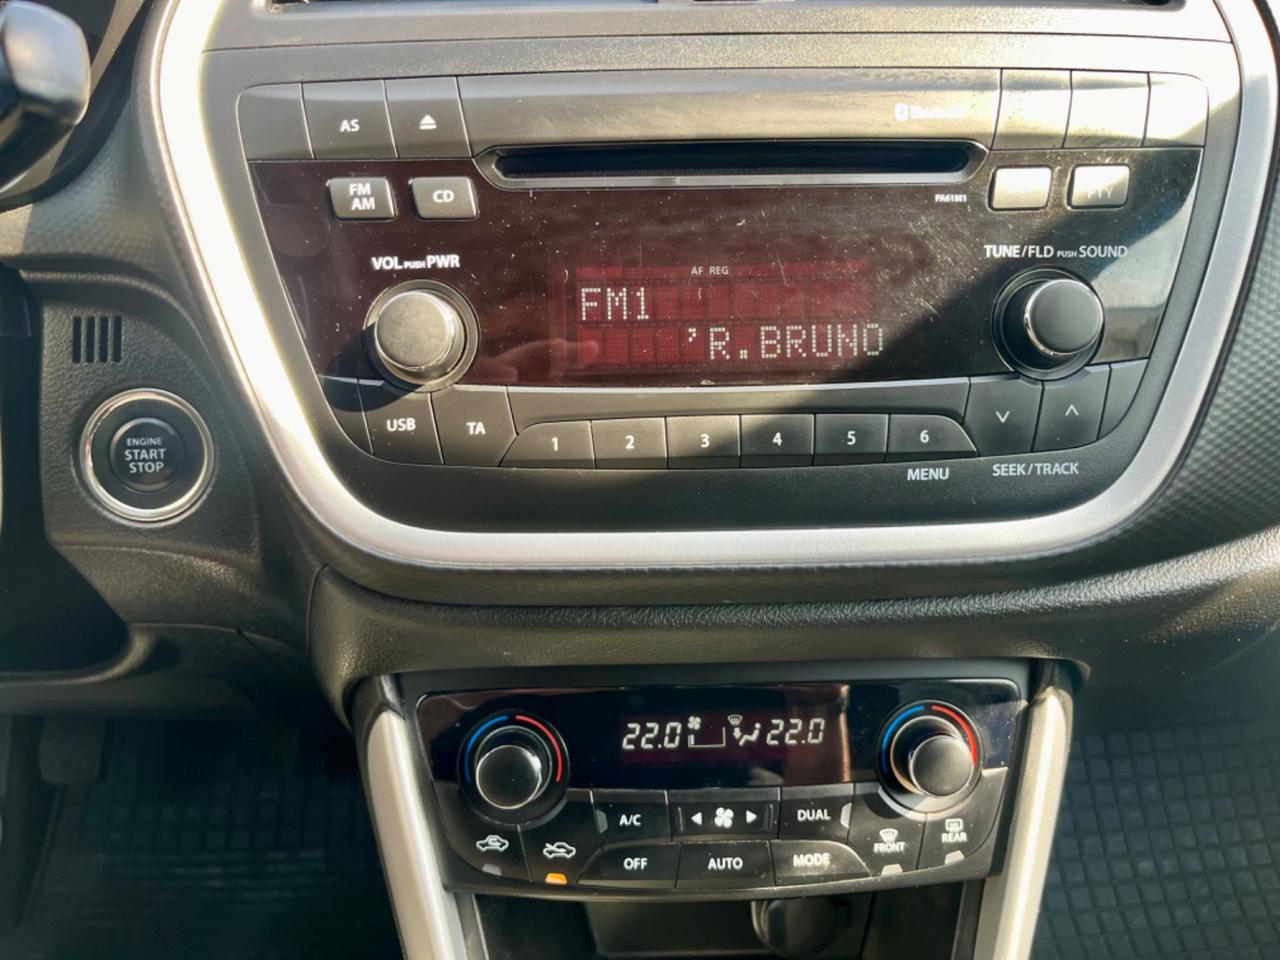 AS
Bluetooth
FM
AM
CD
PA61M1
PTY
VOL PUSH PWR
TUNE/FLD PUSH SOUND
AF REG
FM1
'R.BRUNO
USB
TA
1
2
3
4
5
6
MENU
SEEK/TRACK
ENGINE
START
STOP
22.0
22.0
A/C
DUAL
FRONT
REAR
OFF
AUTO
MODE